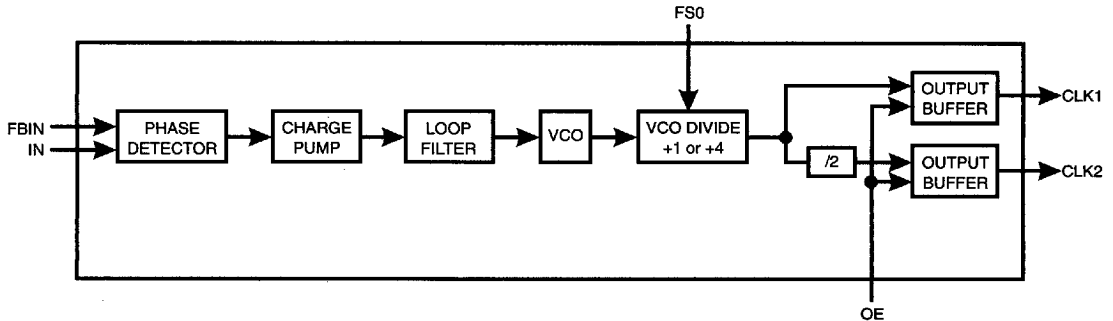 FS0
FBIN
IN
PHASE
DETECTOR
CHARGE
PUMP
LOOP
FILTER
VCO
VCO DIVIDE
+1 or +4
/2
OUTPUT
BUFFER
CLK1
OUTPUT
BUFFER
CLK2
OE